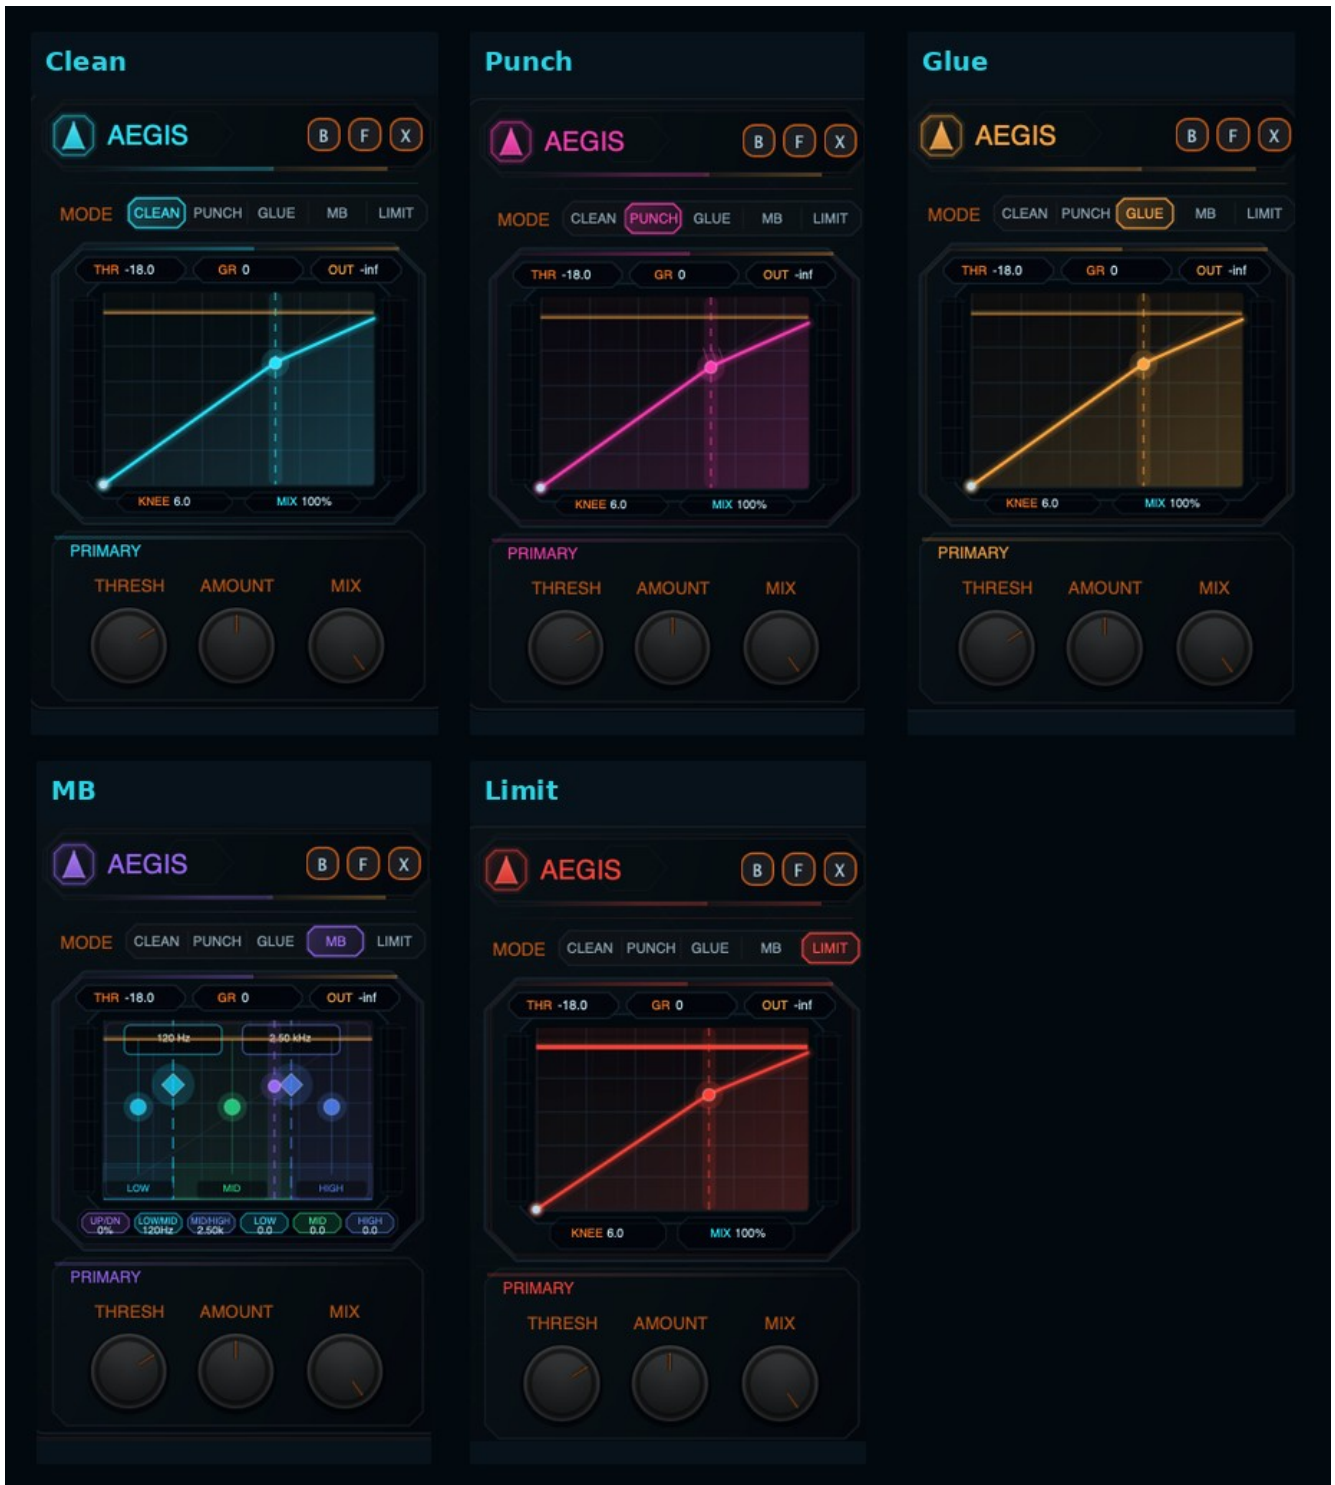 Clean
AEGIS B F X
MODE CLEAN PUNCH GLUE MB LIMIT
THR -18.0 GR 0 OUT -inf
KNEE 6.0 MIX 100%
PRIMARY
THRESH AMOUNT MIX
Punch
AEGIS B F X
MODE CLEAN PUNCH GLUE MB LIMIT
THR -18.0 GR 0 OUT -inf
KNEE 6.0 MIX 100%
PRIMARY
THRESH AMOUNT MIX
Glue
AEGIS B F X
MODE CLEAN PUNCH GLUE MB LIMIT
THR -18.0 GR 0 OUT -inf
KNEE 6.0 MIX 100%
PRIMARY
THRESH AMOUNT MIX
MB
AEGIS B F X
MODE CLEAN PUNCH GLUE MB LIMIT
THR -18.0 GR 0 OUT -inf
120 Hz 2.50 kHz
LOW MID HIGH
UP/DN LOW/MID MID/HIGH LOW MID HIGH
0% 120Hz 2.50k 0.0 0.0 0.0
PRIMARY
THRESH AMOUNT MIX
Limit
AEGIS B F X
MODE CLEAN PUNCH GLUE MB LIMIT
THR -18.0 GR 0 OUT -inf
KNEE 6.0 MIX 100%
PRIMARY
THRESH AMOUNT MIX